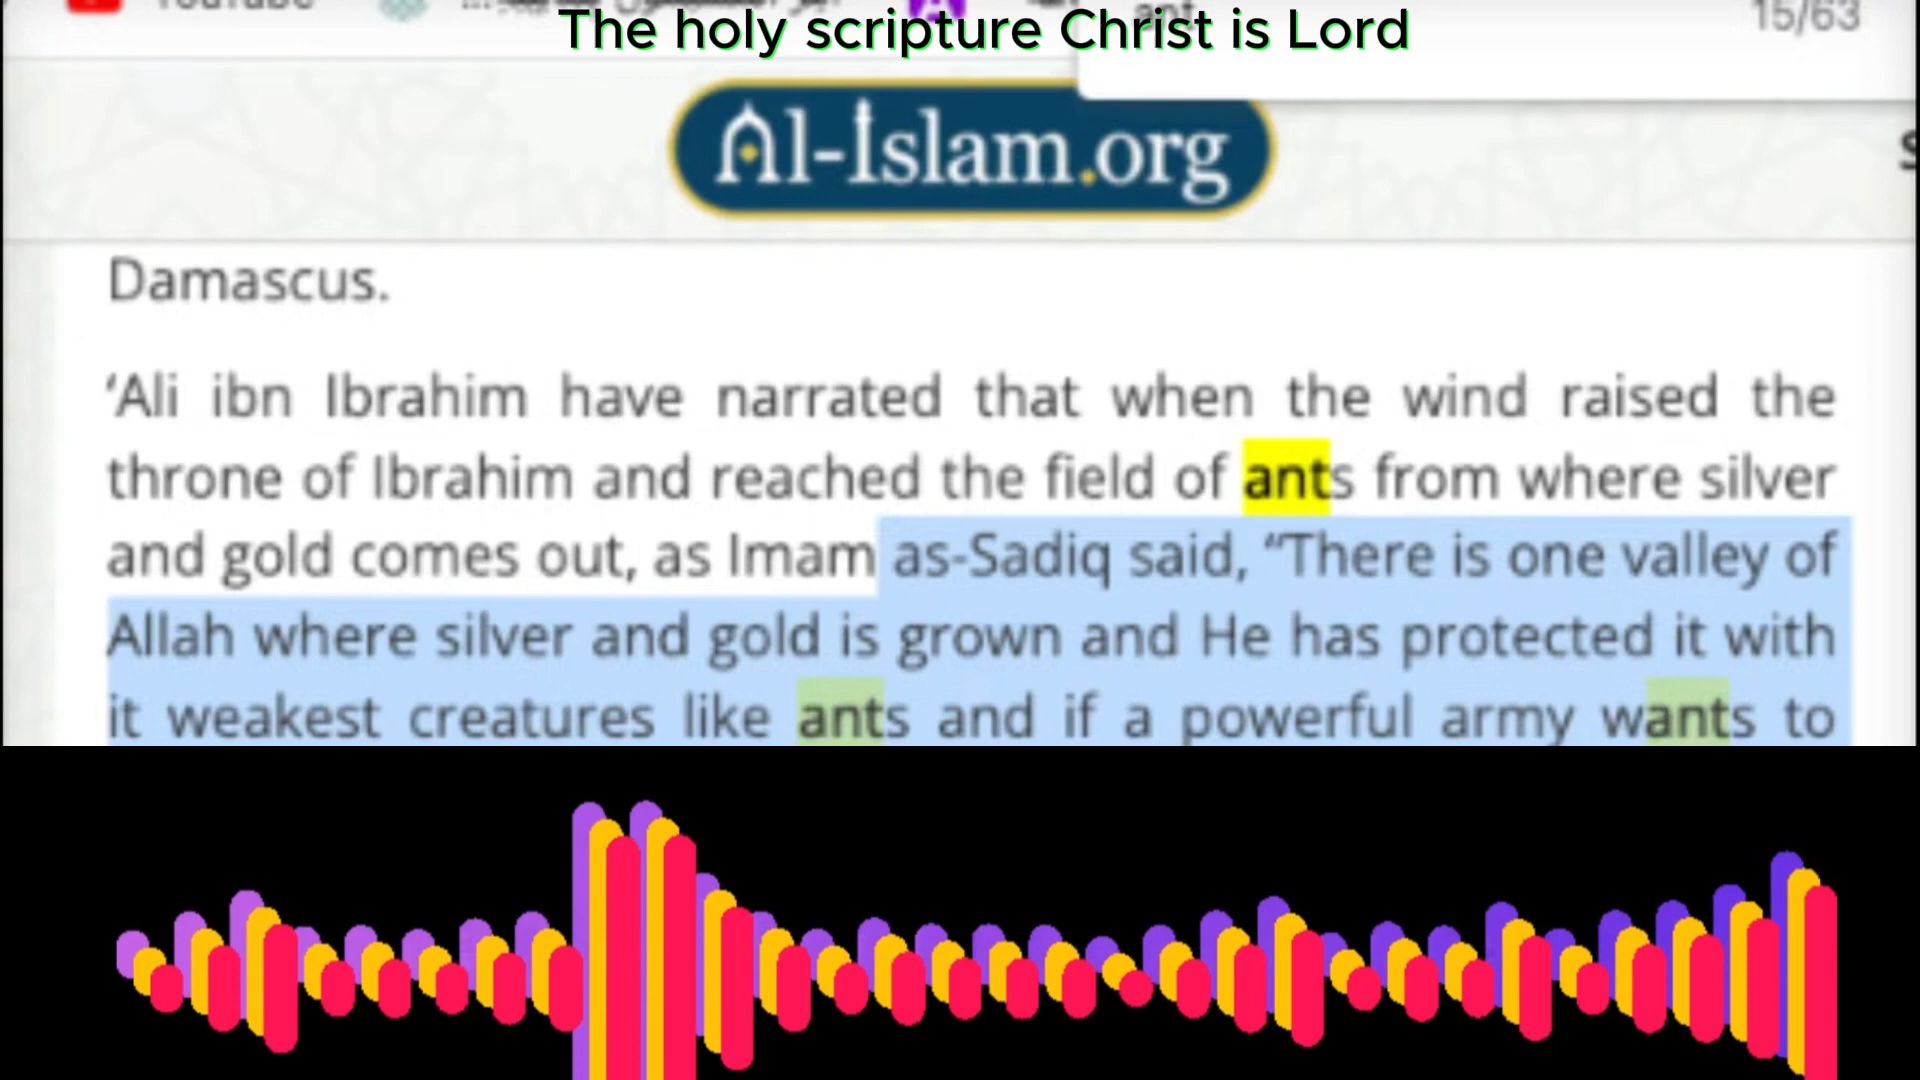 YouTube
ant
15/63
The holy scripture Christ is Lord
Al-Islam.org
Damascus.
‘Ali ibn Ibrahim have narrated that when the wind raised the
throne of Ibrahim and reached the field of ants from where silver
and gold comes out, as Imam as-Sadiq said, “There is one valley of
Allah where silver and gold is grown and He has protected it with
it weakest creatures like ants and if a powerful army wants to